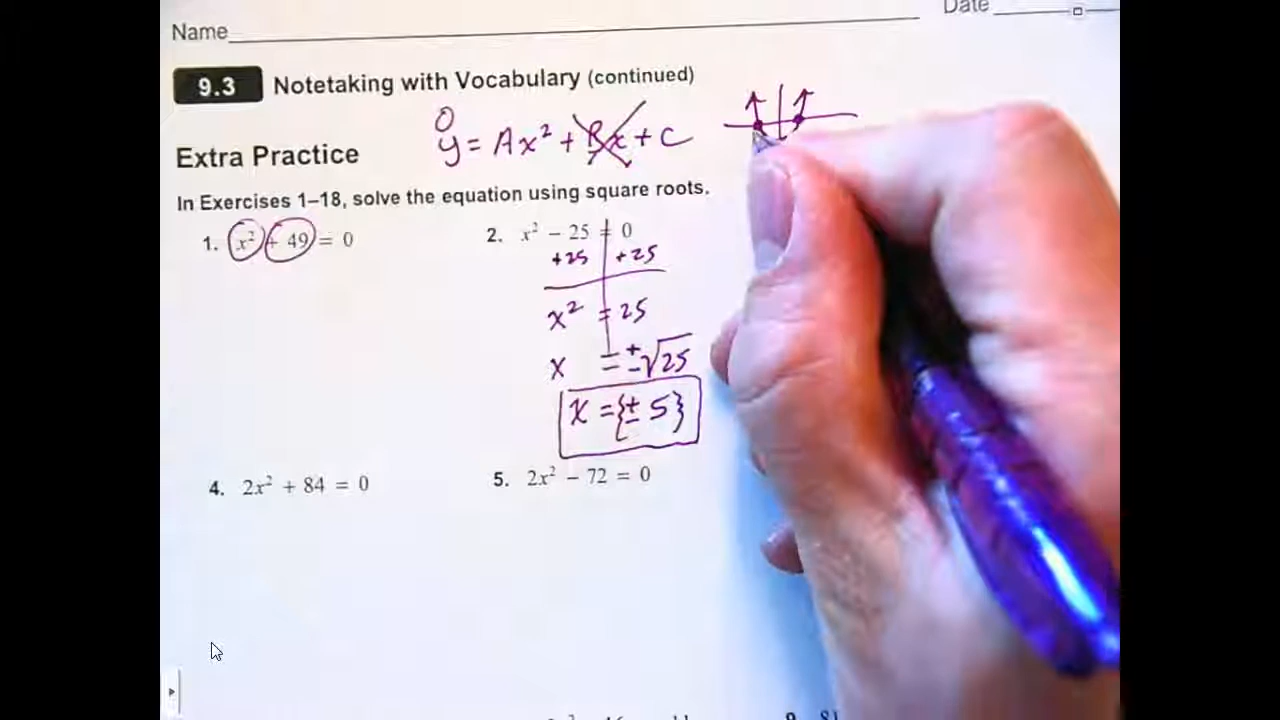 Name
Date
9.3 Notetaking with Vocabulary (continued)
0
y = Ax² + Bx + C
Extra Practice
In Exercises 1–18, solve the equation using square roots.
1. x² + 49 = 0
2. x² − 25 = 0
+25 +25
x² = 25
x = ±√25
x = {± 5}
4. 2x² + 84 = 0
5. 2x² − 72 = 0